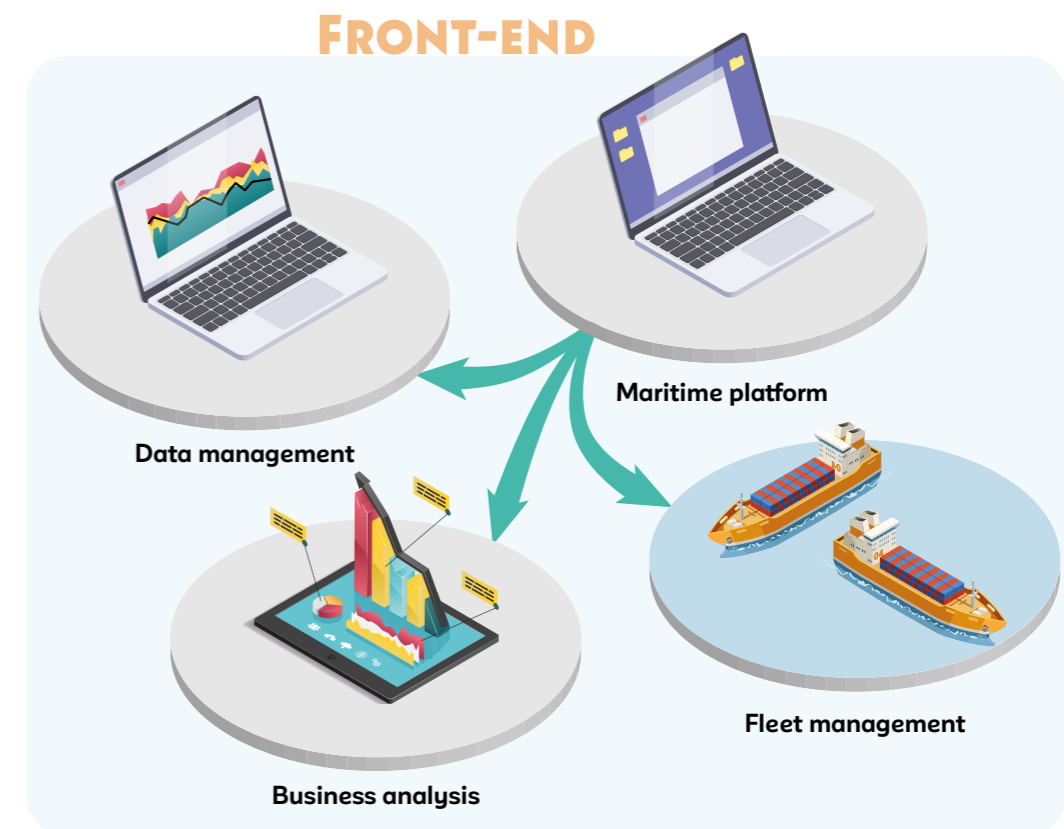 FRONT-END
Maritime platform
Data management
Fleet management
Business analysis